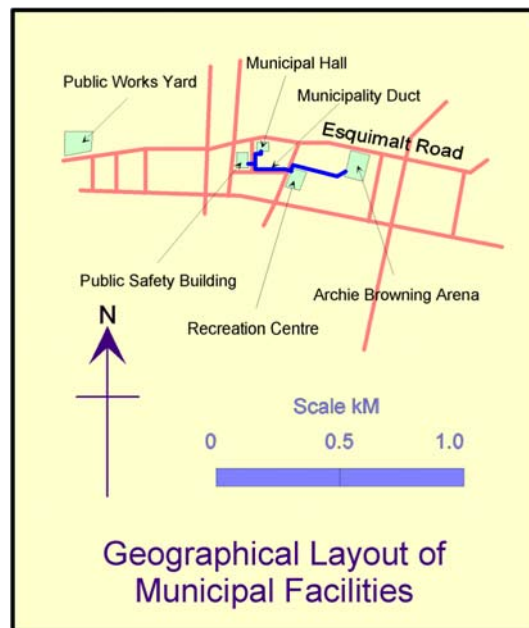 Municipal Hall
Public Works Yard
Municipality Duct
Esquimalt Road
Public Safety Building
Archie Browning Arena
Recreation Centre
N
Scale kM
0 0.5 1.0
Geographical Layout of
Municipal Facilities